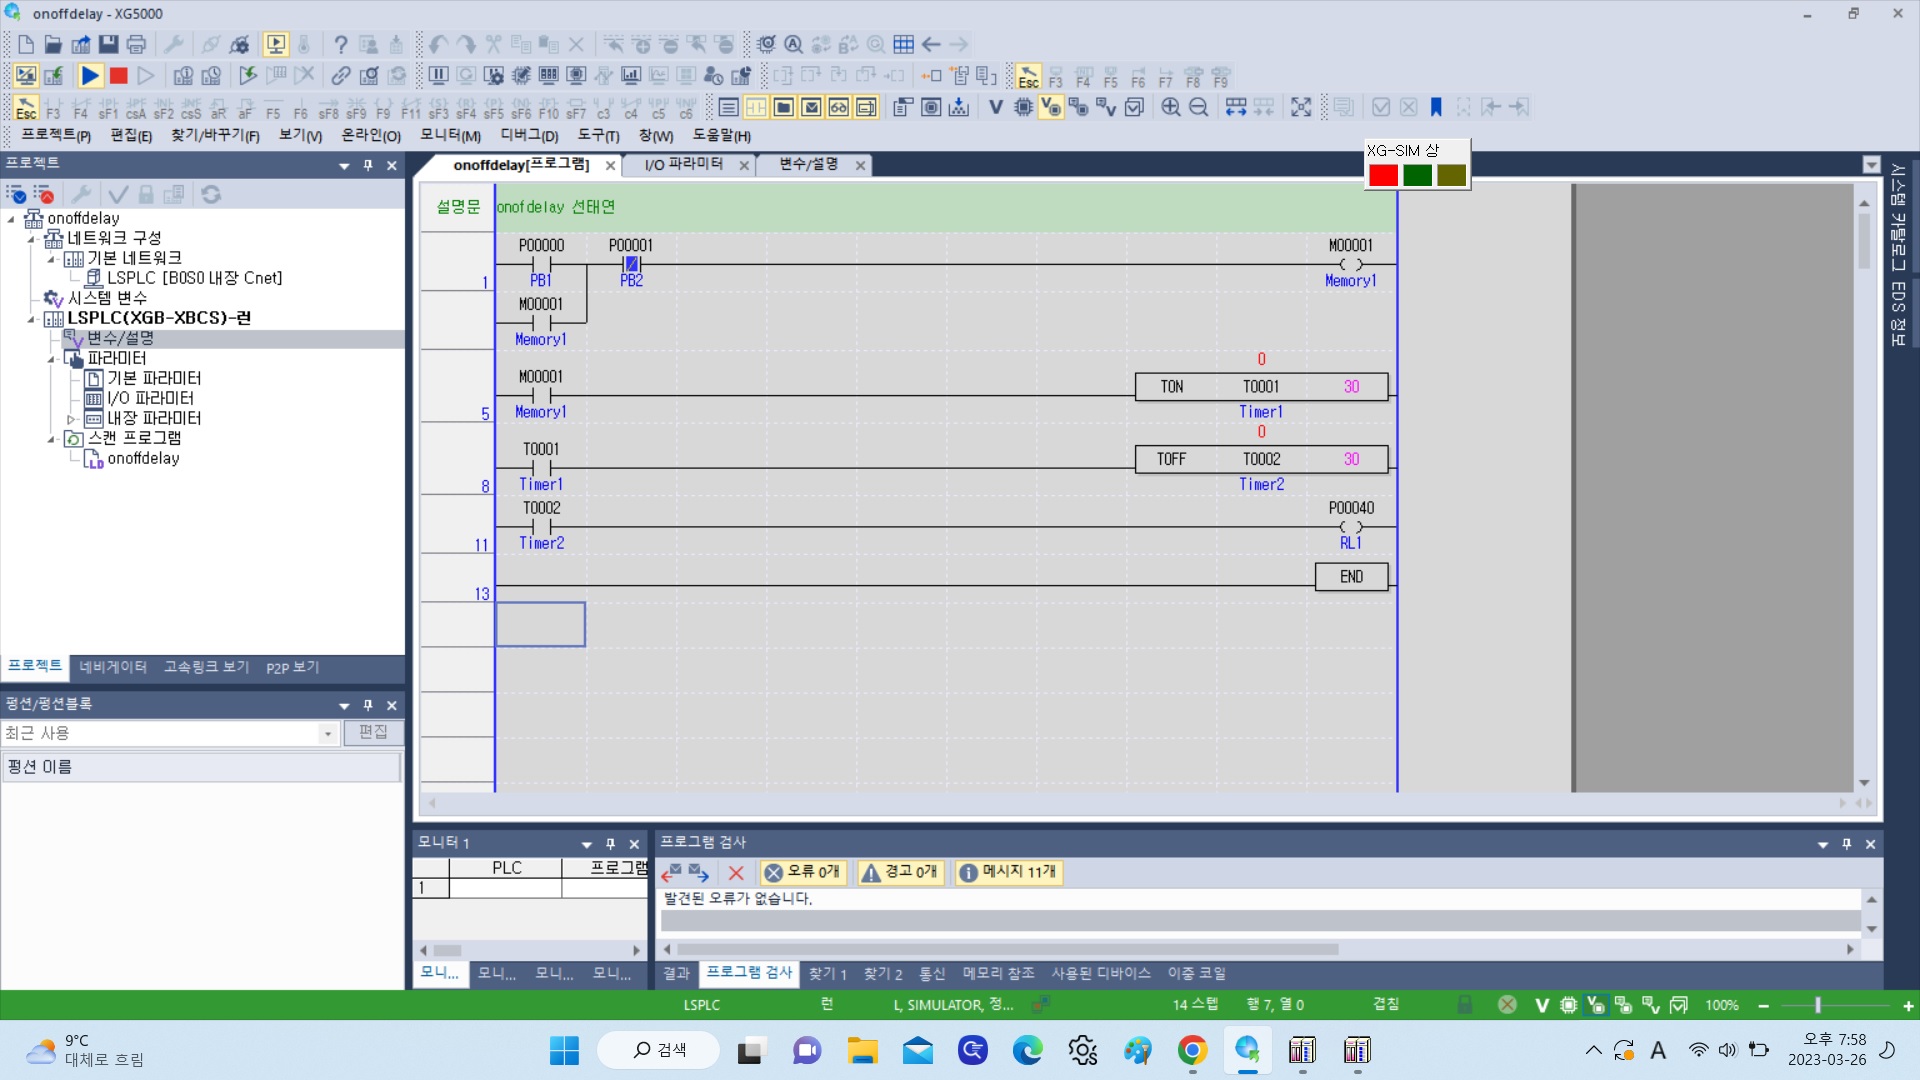 onoffdelay - XG5000
Esc F3 F4 F5 F6 F7 F8 F9
Esc F3 F4 sF1 csA sF2 csS aR aF F5 F6 sF8 sF9 F9 F11 sF3 sF4 sF5 sF6 F10 sF7 c3 c4 c5 c6
프로젝트(P) 편집(E) 찾기/바꾸기(F) 보기(V) 온라인(O) 모니터(M) 디버그(D) 도구(T) 창(W) 도움말(H)
프로젝트
onoffdelay
네트워크 구성
기본 네트워크
LSPLC [B0S0 내장 Cnet]
시스템 변수
LSPLC(XGB-XBCS)-런
변수/설명
파라미터
기본 파라미터
I/O 파라미터
내장 파라미터
스캔 프로그램
onoffdelay
프로젝트 네비게이터 고속링크 보기 P2P 보기
펑션/펑션블록
최근 사용 편집
펑션 이름
onoffdelay[프로그램] I/O 파라미터 변수/설명
XG-SIM 상
설명문 onofdelay 선태연
P00000 P00001 M00001
1 PB1 PB2 Memory1
M00001
Memory1
0
M00001 TON T0001 30
5 Memory1 Timer1
0
T0001 TOFF T0002 30
8 Timer1 Timer2
T0002 P00040
11 Timer2 RL1
END
13
시스템 카탈로그
EDS 정보
모니터 1
PLC 프로그램
1
모니... 모니... 모니... 모니...
프로그램 검사
오류 0개 경고 0개 메시지 11개
발견된 오류가 없습니다.
결과 프로그램 검사 찾기 1 찾기 2 통신 메모리 참조 사용된 디바이스 이중 코일
LSPLC 런 L, SIMULATOR, 정... 14 스텝 행 7, 열 0 겹침 100%
9°C
대체로 흐림
검색
A
오후 7:58
2023-03-26